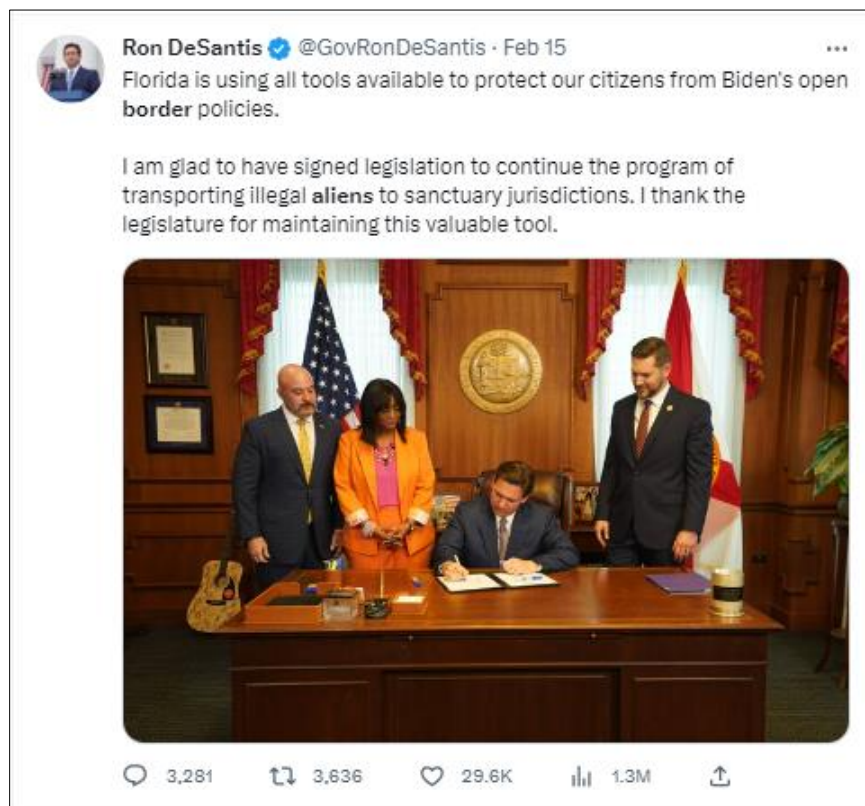 Ron DeSantis @GovRonDeSantis · Feb 15
Florida is using all tools available to protect our citizens from Biden's open
border policies.
I am glad to have signed legislation to continue the program of
transporting illegal aliens to sanctuary jurisdictions. I thank the
legislature for maintaining this valuable tool.
3,281 3,636 29.6K 1.3M